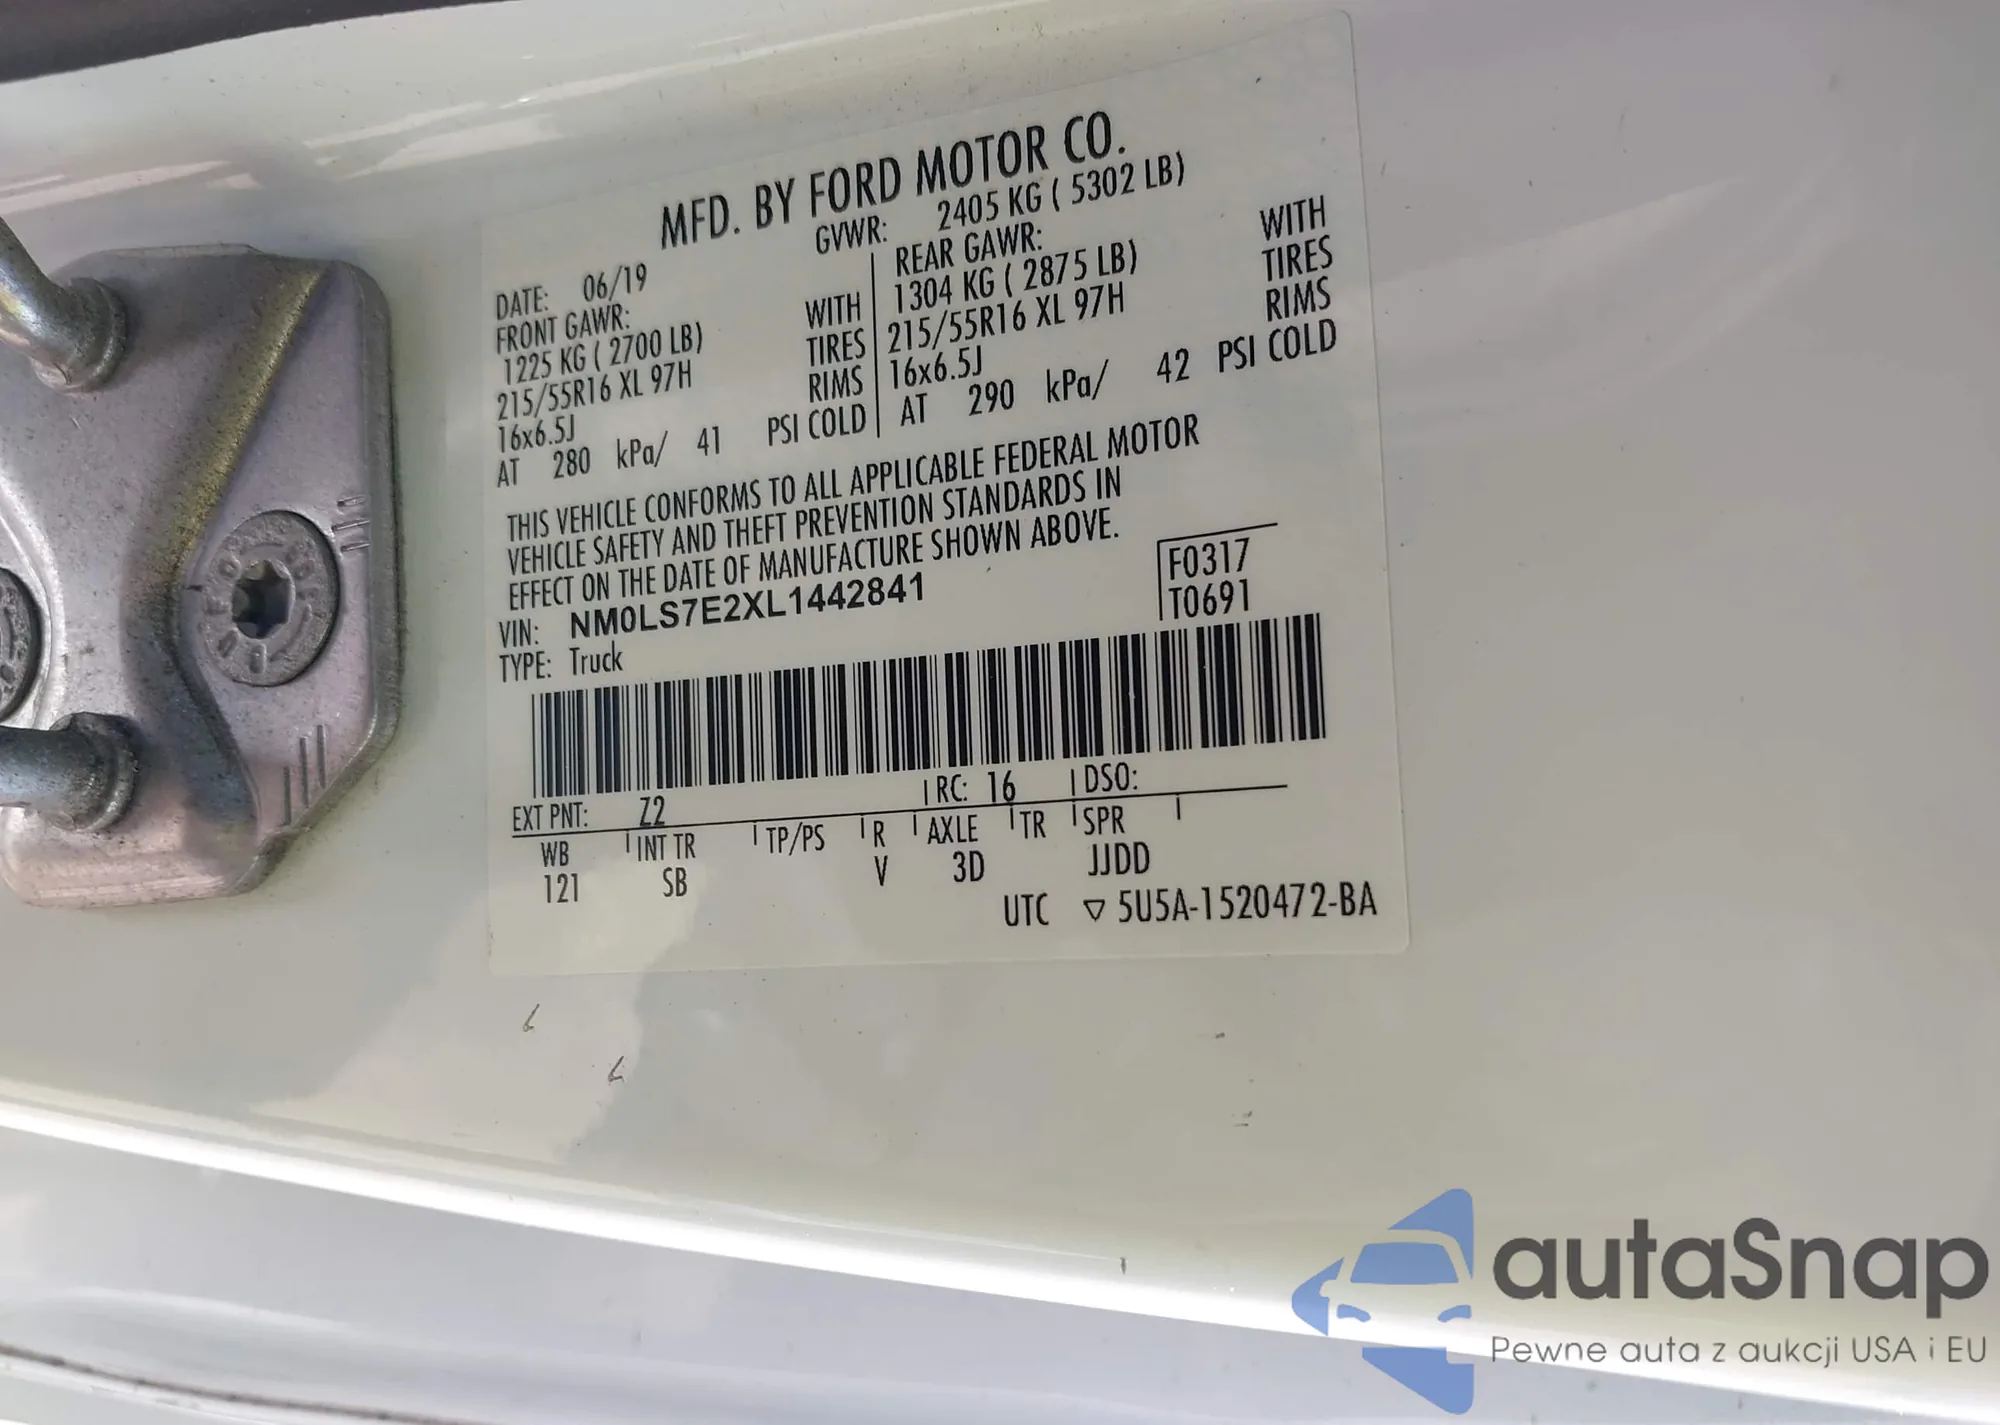 MFD. BY FORD MOTOR CO.
DATE: 06/19 GVWR: 2405 KG ( 5302 LB)
FRONT GAWR: REAR GAWR:
1225 KG ( 2700 LB) WITH 1304 KG ( 2875 LB) WITH
215/55R16 XL 97H TIRES 215/55R16 XL 97H TIRES
16x6.5J RIMS 16x6.5J RIMS
AT 280 kPa/ 41 PSI COLD AT 290 kPa/ 42 PSI COLD
THIS VEHICLE CONFORMS TO ALL APPLICABLE FEDERAL MOTOR
VEHICLE SAFETY AND THEFT PREVENTION STANDARDS IN
EFFECT ON THE DATE OF MANUFACTURE SHOWN ABOVE.
VIN: NM0LS7E2XL1442841 F0317
TYPE: Truck T0691
EXT PNT: Z2 RC: 16 DSO:
WB INT TR TP/PS R AXLE TR SPR
121 SB V 3D JJDD
UTC ▽ 5U5A-1520472-BA
autaSnap
Pewne auta z aukcji USA i EU